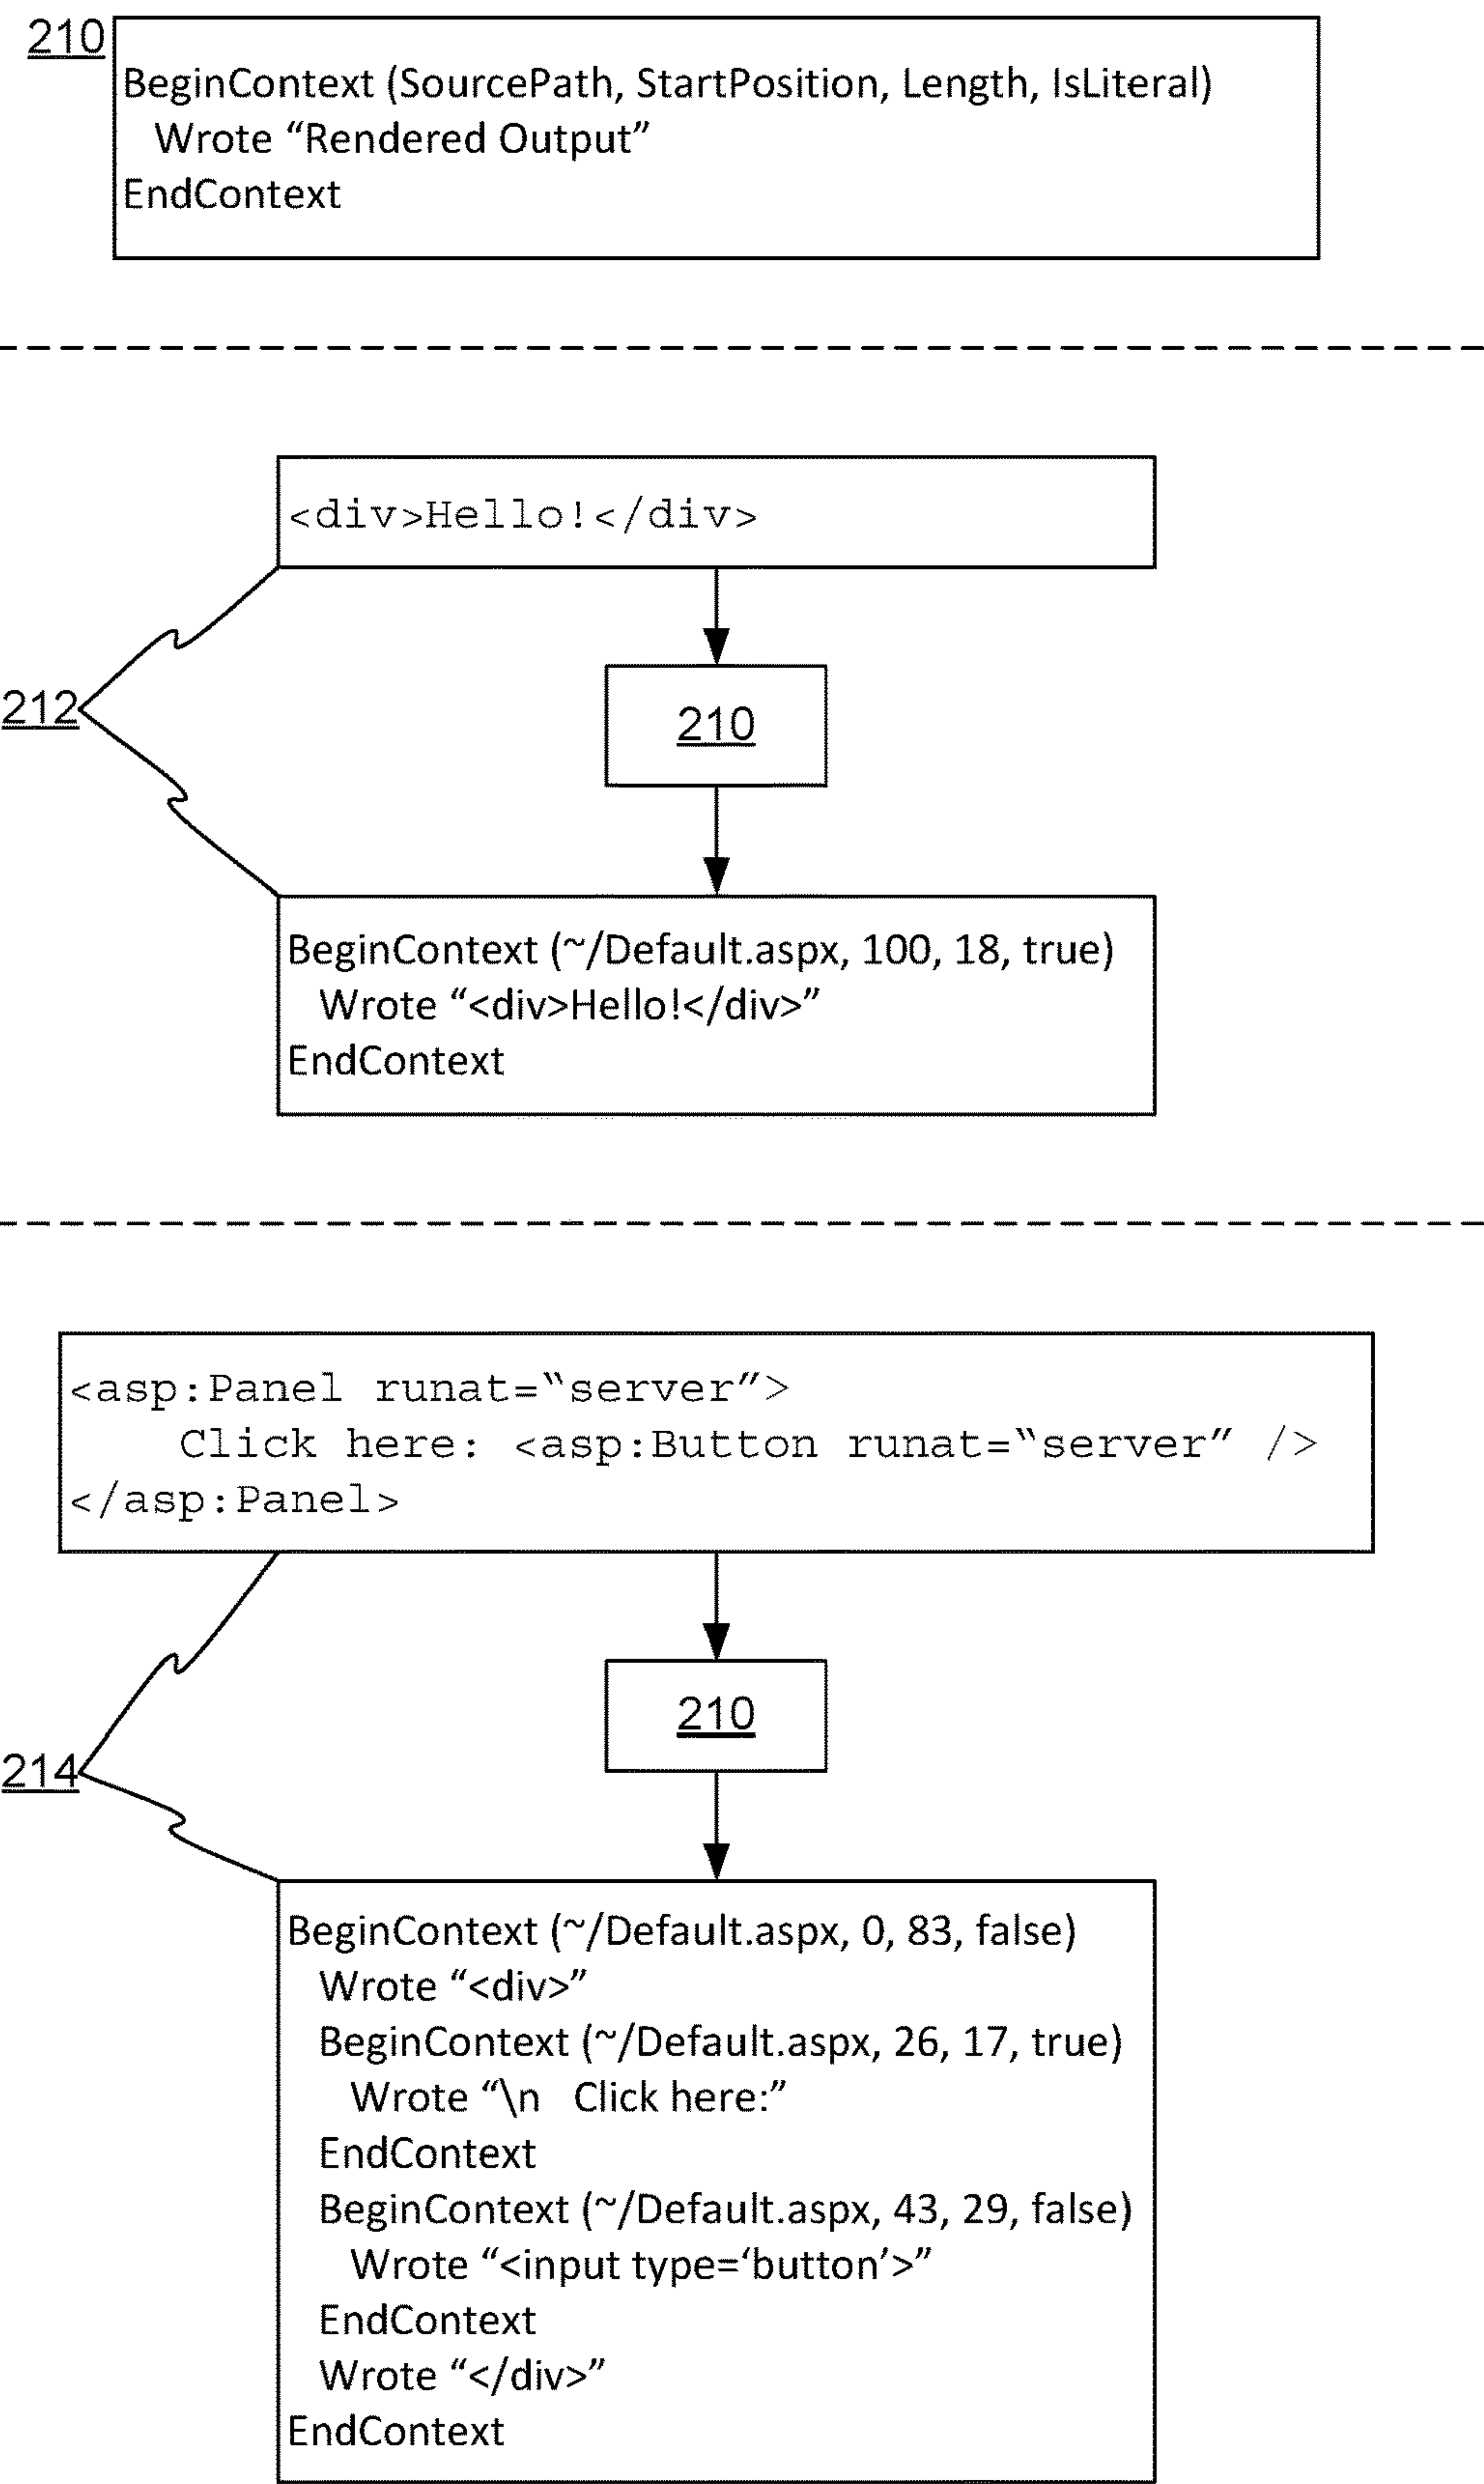 210
BeginContext (SourcePath, StartPosition, Length, IsLiteral)
Wrote “Rendered Output”
EndContext
<div>Hello!</div>
210
212
BeginContext (~/Default.aspx, 100, 18, true)
Wrote “<div>Hello!</div>”
EndContext
<asp:Panel runat=“server”>
Click here: <asp:Button runat=“server” />
</asp:Panel>
210
214
BeginContext (~/Default.aspx, 0, 83, false)
Wrote “<div>”
BeginContext (~/Default.aspx, 26, 17, true)
Wrote “\n   Click here:”
EndContext
BeginContext (~/Default.aspx, 43, 29, false)
Wrote “<input type=‘button’>”
EndContext
Wrote “</div>”
EndContext